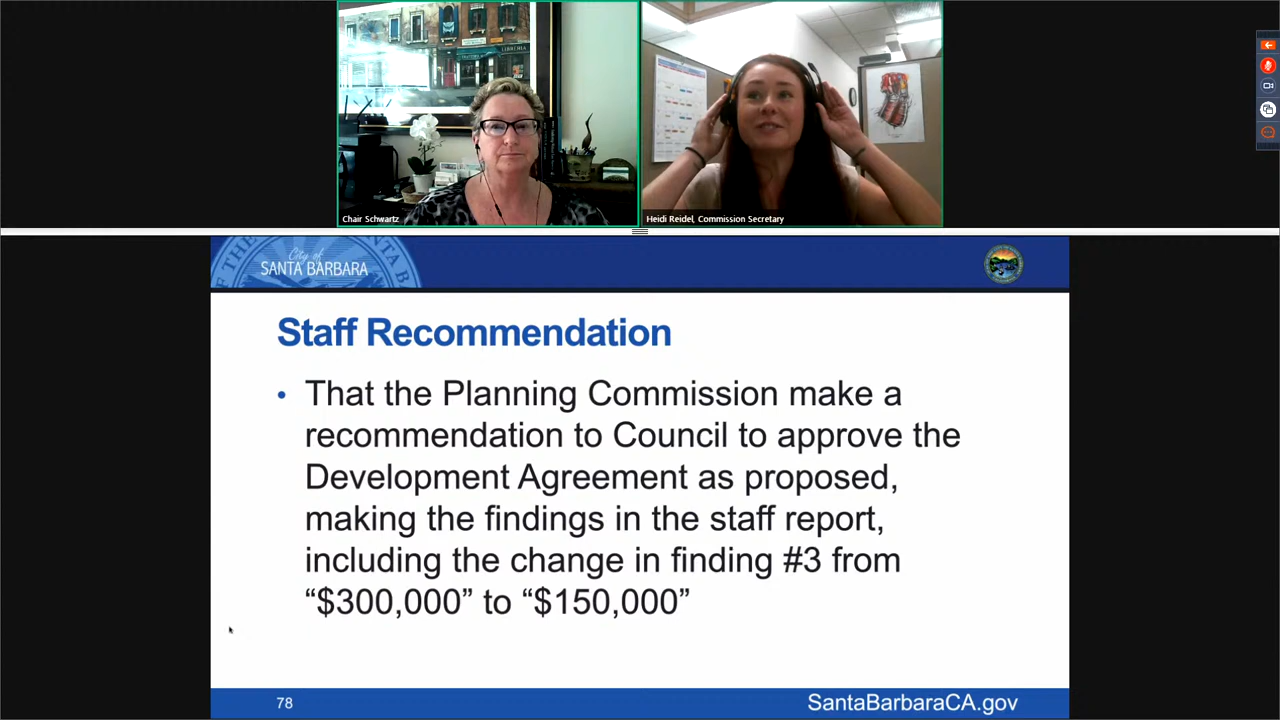 LIBRERIA
Chair Schwartz
Heidi Reidel, Commission Secretary
City of
SANTA BARBARA
Staff Recommendation
• That the Planning Commission make a
recommendation to Council to approve the
Development Agreement as proposed,
making the findings in the staff report,
including the change in finding #3 from
“$300,000” to “$150,000”
78
SantaBarbaraCA.gov